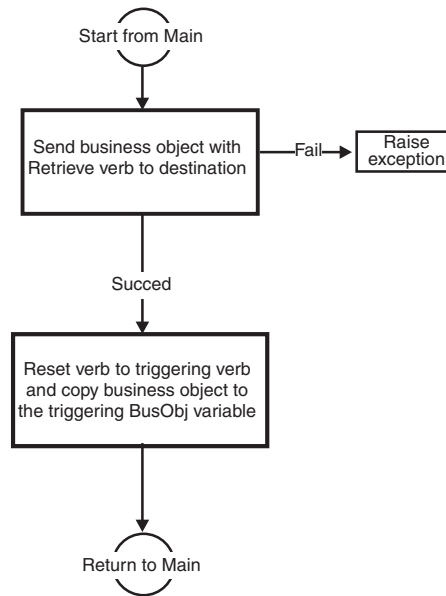 Start from Main
Send business object with
Retrieve verb to destination
Fail
Raise
exception
Succed
Reset verb to triggering verb
and copy business object to
the triggering BusObj variable
Return to Main